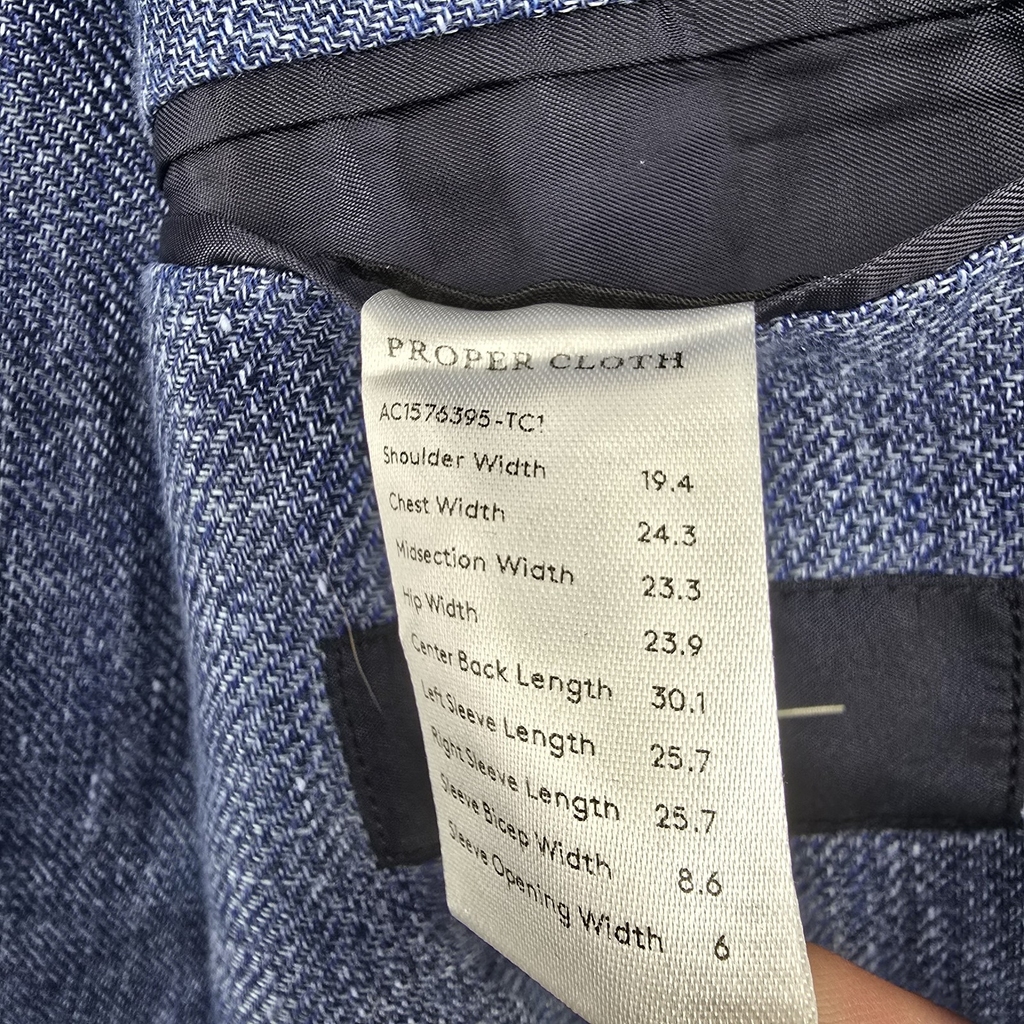 PROPER CLOTH
AC1576395-TC1
Shoulder Width 19.4
Chest Width 24.3
Midsection Width 23.3
Hip Width 23.9
Center Back Length 30.1
Left Sleeve Length 25.7
Right Sleeve Length 25.7
Sleeve Bicep Width 8.6
Sleeve Opening Width 6